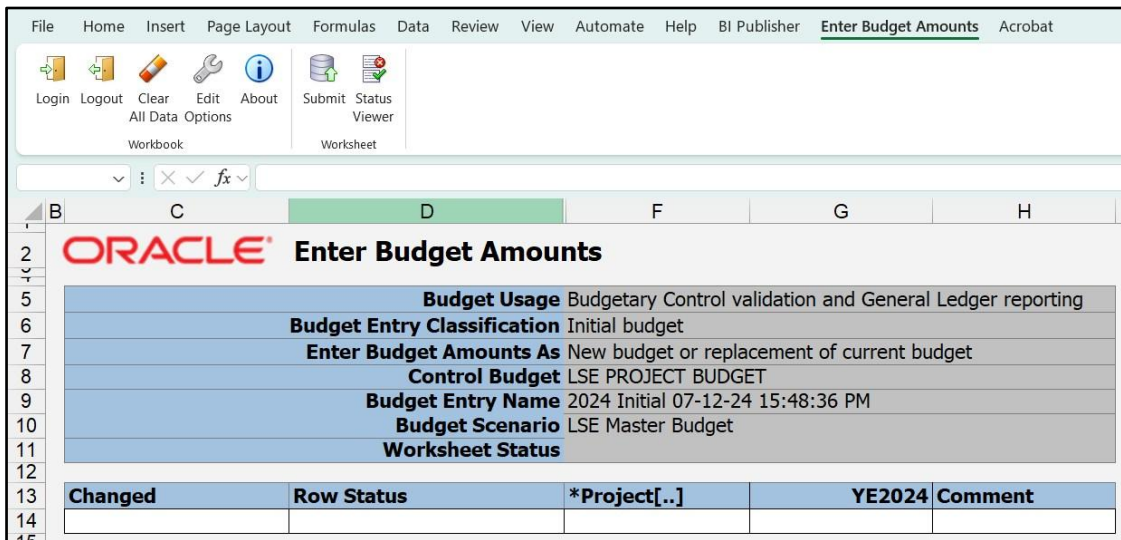 File Home Insert Page Layout Formulas Data Review View Automate Help BI Publisher Enter Budget Amounts Acrobat
Login Logout Clear All Data Edit Options About Submit Status Viewer
Workbook Worksheet
fx
B C D F G H
2 ORACLE Enter Budget Amounts
5 Budget Usage Budgetary Control validation and General Ledger reporting
6 Budget Entry Classification Initial budget
7 Enter Budget Amounts As New budget or replacement of current budget
8 Control Budget LSE PROJECT BUDGET
9 Budget Entry Name 2024 Initial 07-12-24 15:48:36 PM
10 Budget Scenario LSE Master Budget
11 Worksheet Status
12
13 Changed Row Status *Project[..] YE2024 Comment
14